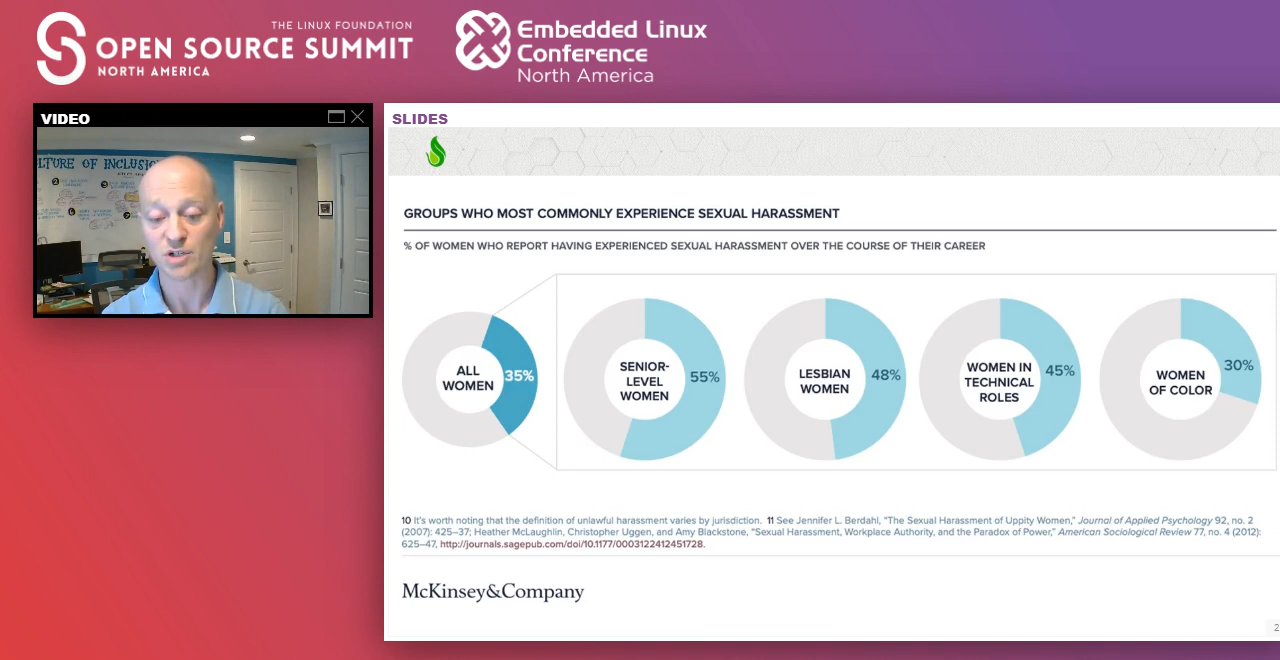 THE LINUX FOUNDATION
OPEN SOURCE SUMMIT
NORTH AMERICA
Embedded Linux
Conference
North America
VIDEO
LTURE OF INCLUSI
SLIDES
GROUPS WHO MOST COMMONLY EXPERIENCE SEXUAL HARASSMENT
% OF WOMEN WHO REPORT HAVING EXPERIENCED SEXUAL HARASSMENT OVER THE COURSE OF THEIR CAREER
ALL
WOMEN
35%
SENIOR-
LEVEL
WOMEN
55%
LESBIAN
WOMEN
48%
WOMEN IN
TECHNICAL
ROLES
45%
WOMEN
OF COLOR
30%
10 It's worth noting that the definition of unlawful harassment varies by jurisdiction. 11 See Jennifer L. Berdahl, "The Sexual Harassment of Uppity Women," Journal of Applied Psychology 92, no. 2
(2007): 425–37; Heather McLaughlin, Christopher Uggen, and Amy Blackstone, "Sexual Harassment, Workplace Authority, and the Paradox of Power," American Sociological Review 77, no. 4 (2012):
625–47, http://journals.sagepub.com/doi/10.1177/0003122412451728.
McKinsey&Company
2